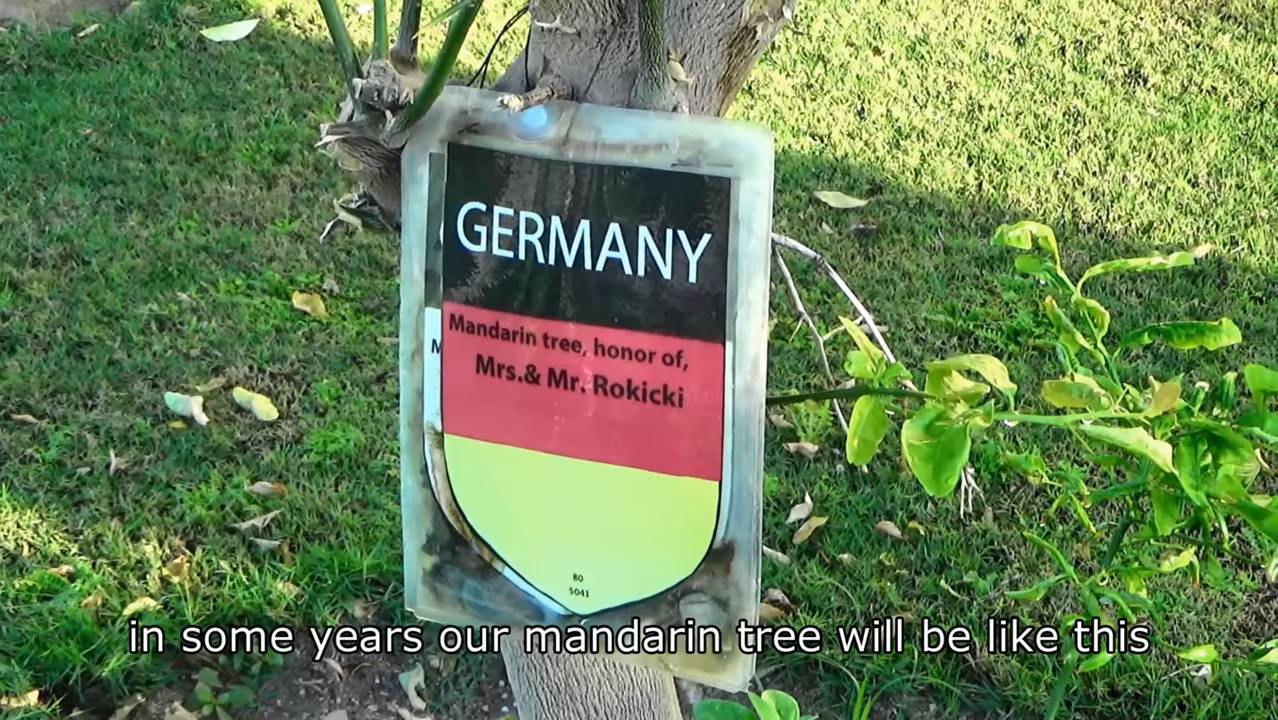 GERMANY
Mandarin tree, honor of,
M
Mrs.& Mr. Rokicki
80
5041
in some years our mandarin tree will be like this